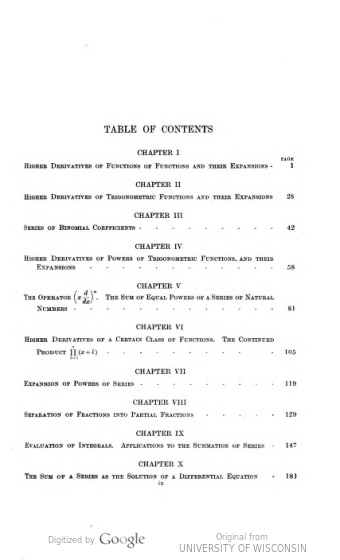 TABLE OF CONTENTS
CHAPTER I
PAGE
HIGHER DERIVATIVES OF FUNCTIONS OF FUNCTIONS AND THEIR EXPANSIONS - 1
CHAPTER II
HIGHER DERIVATIVES OF TRIGONOMETRIC FUNCTIONS AND THEIR EXPANSIONS 28
CHAPTER III
SERIES OF BINOMIAL COEFFICIENTS - - - - - - - - - 42
CHAPTER IV
HIGHER DERIVATIVES OF POWERS OF TRIGONOMETRIC FUNCTIONS, AND THEIR
EXPANSIONS - - - - - - - - - - - 58
CHAPTER V
THE OPERATOR (x d/dx)ⁿ. THE SUM OF EQUAL POWERS OF A SERIES OF NATURAL
NUMBERS - - - - - - - - - - - 81
CHAPTER VI
HIGHER DERIVATIVES OF A CERTAIN CLASS OF FUNCTIONS. THE CONTINUED
PRODUCT ∏(x+k) - - - - - - - - - 105
CHAPTER VII
EXPANSION OF POWERS OF SERIES - - - - - - - - - 119
CHAPTER VIII
SEPARATION OF FRACTIONS INTO PARTIAL FRACTIONS - - - - - 129
CHAPTER IX
EVALUATION OF INTEGRALS. APPLICATIONS TO THE SUMMATION OF SERIES - 147
CHAPTER X
THE SUM OF A SERIES AS THE SOLUTION OF A DIFFERENTIAL EQUATION - 181
ix
Digitized by Google
Original from
UNIVERSITY OF WISCONSIN